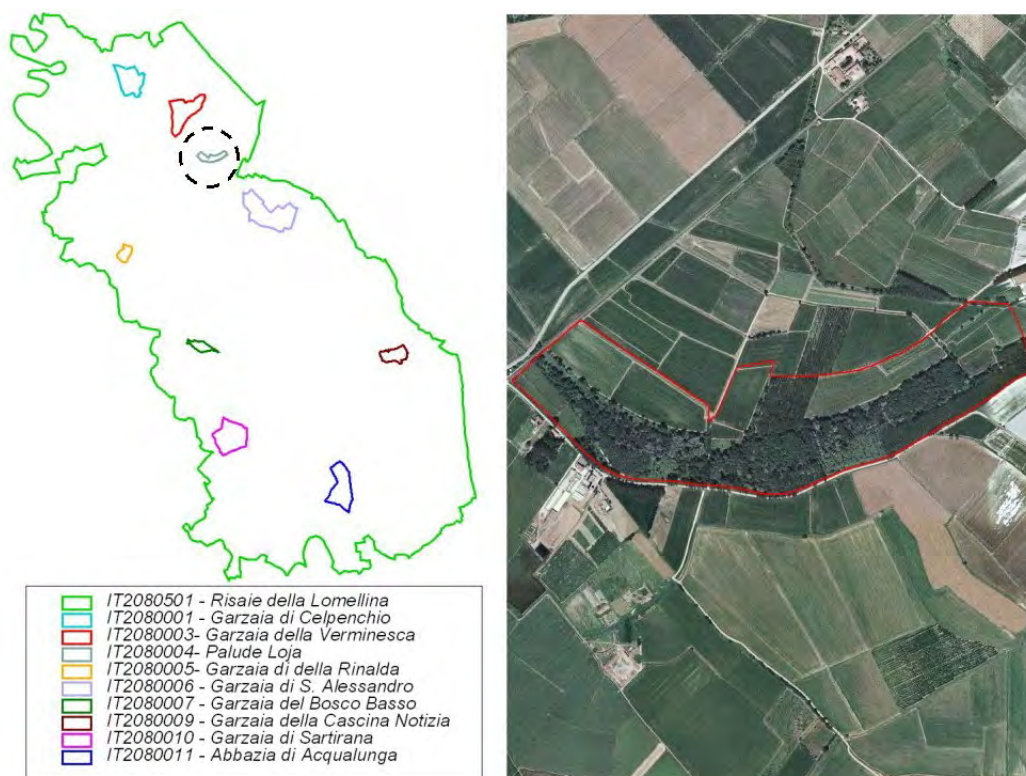 IT2080501 - Risaie della Lomellina
IT2080001 - Garzaia di Celpenchio
IT2080003- Garzaia della Verminesca
IT2080004- Palude Loja
IT2080005- Garzaia di della Rinalda
IT2080006 - Garzaia di S. Alessandro
IT2080007 - Garzaia del Bosco Basso
IT2080009 - Garzaia della Cascina Notizia
IT2080010 - Garzaia di Sartirana
IT2080011 - Abbazia di Acqualunga